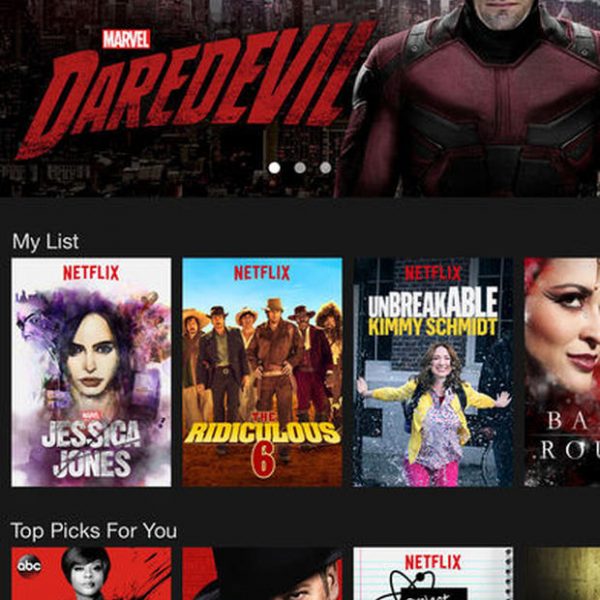 MARVEL
DAREDEVIL
My List
NETFLIX
MARVEL
JESSICA
JONES
NETFLIX
THE
RIDICULOUS
6
NETFLIX
UNBREAKABLE
KIMMY SCHMIDT
BA
ROU
Top Picks For You
abc
NETFLIX